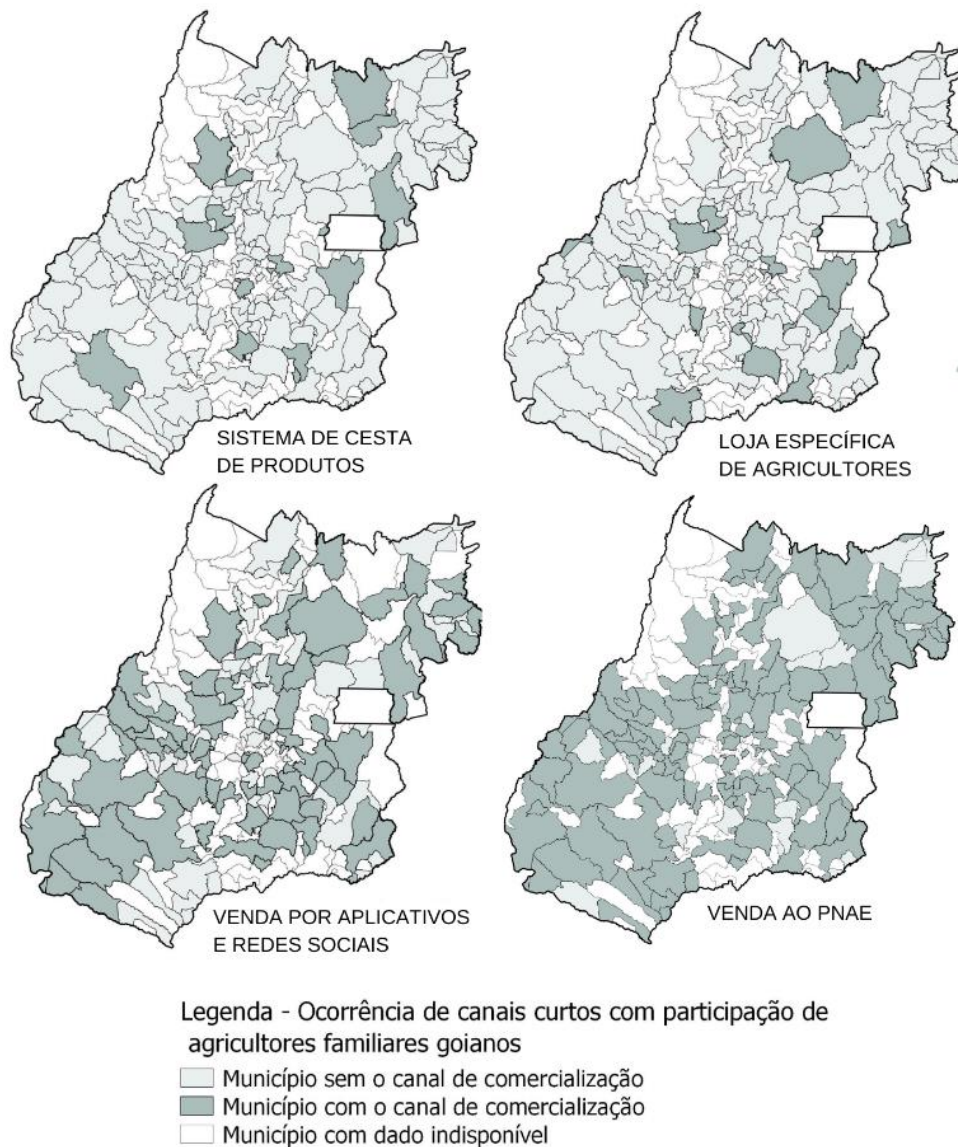 SISTEMA DE CESTA
DE PRODUTOS
LOJA ESPECÍFICA
DE AGRICULTORES
VENDA POR APLICATIVOS
E REDES SOCIAIS
VENDA AO PNAE
Legenda - Ocorrência de canais curtos com participação de
agricultores familiares goianos
Município sem o canal de comercialização
Município com o canal de comercialização
Município com dado indisponível